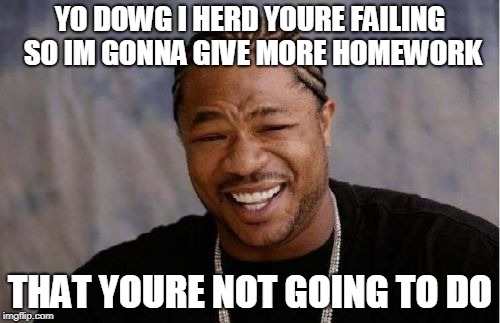 YO DOWG I HERD YOURE FAILING
SO IM GONNA GIVE MORE HOMEWORK
THAT YOURE NOT GOING TO DO
imgflip.com